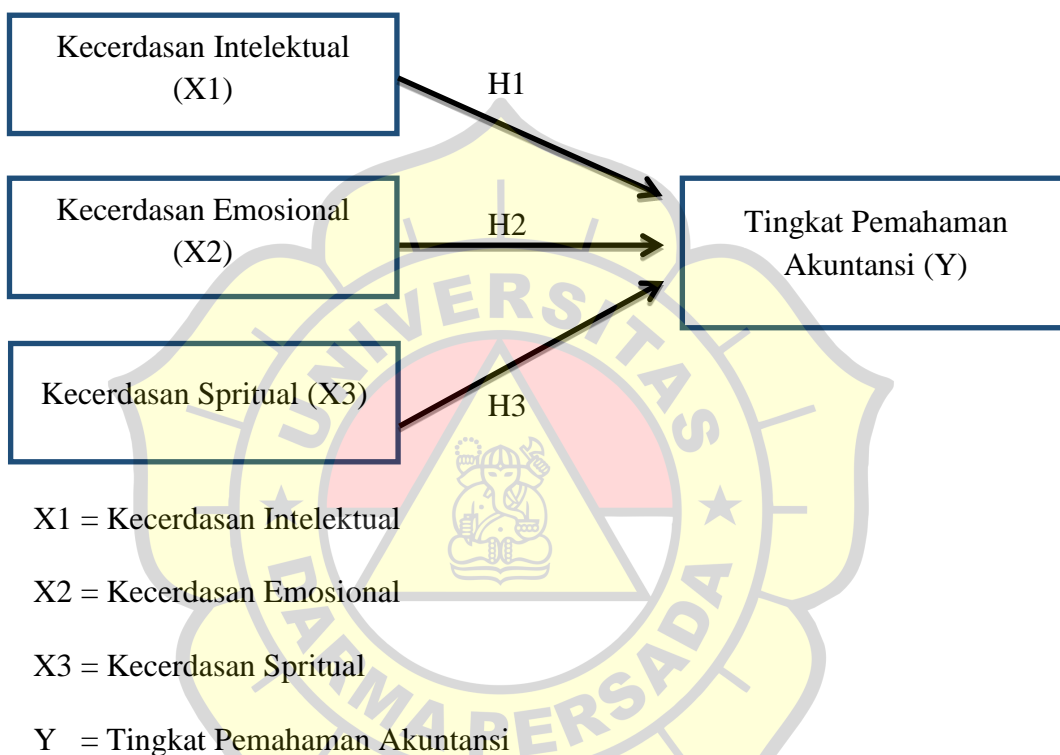 Kecerdasan Intelektual
(X1)
H1
Kecerdasan Emosional
(X2)
H2
Tingkat Pemahaman
Akuntansi (Y)
Kecerdasan Spritual (X3)
H3
X1 = Kecerdasan Intelektual
X2 = Kecerdasan Emosional
X3 = Kecerdasan Spritual
Y = Tingkat Pemahaman Akuntansi
UNIVERSITAS
DARMA PERSADA